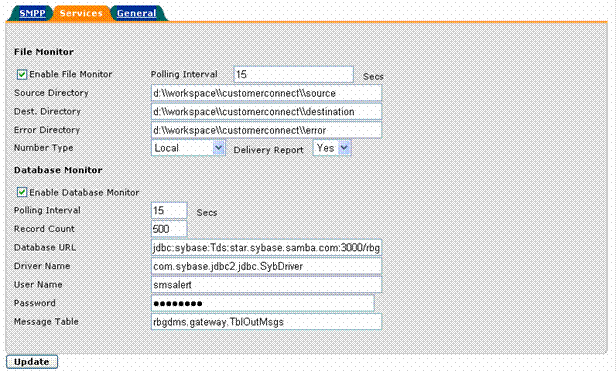 SMPP Services General
File Monitor
Enable File Monitor Polling Interval 15 Secs
Source Directory d:\\workspace\\customerconnect\\source
Dest. Directory d:\\workspace\\customerconnect\\destination
Error Directory d:\\workspace\\customerconnect\\error
Number Type Local Delivery Report Yes
Database Monitor
Enable Database Monitor
Polling Interval 15 Secs
Record Count 500
Database URL jdbc:sybase:Tds:star.sybase.samba.com:3000/rbg
Driver Name com.sybase.jdbc2.jdbc.SybDriver
User Name smsalert
Password ●●●●●●●●
Message Table rbgdms.gateway.TblOutMsgs
Update